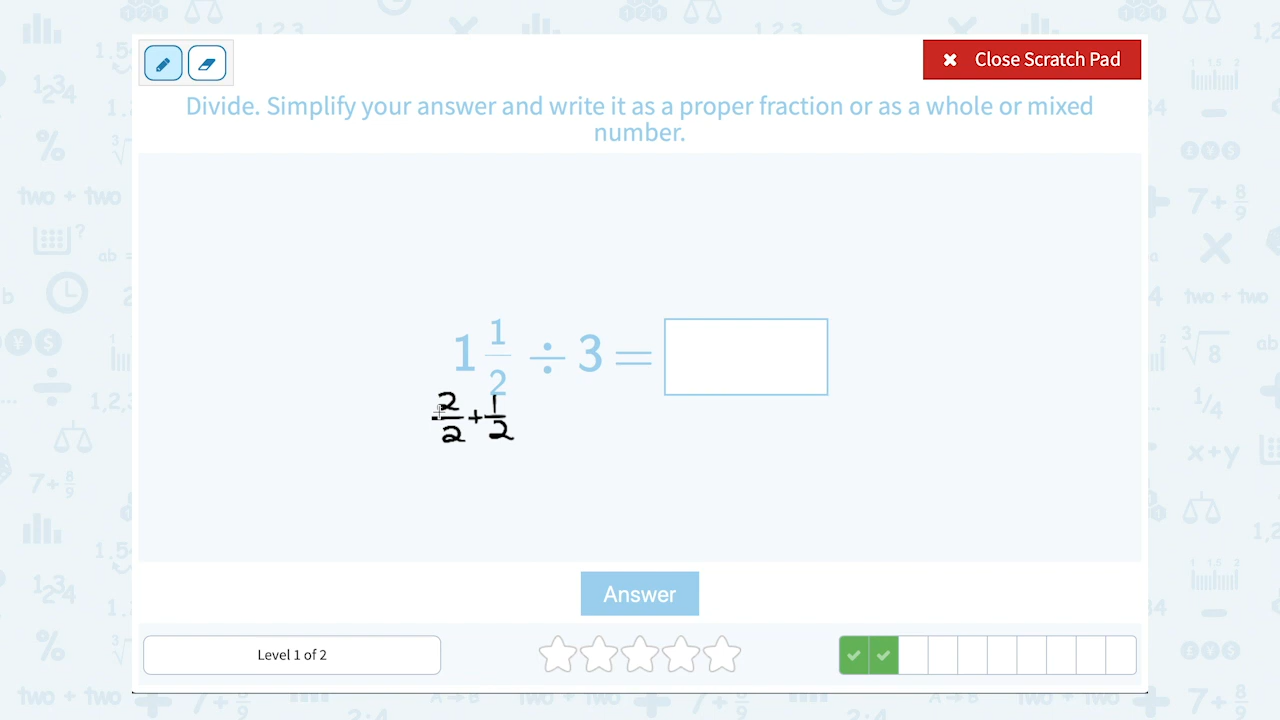 Close Scratch Pad
Divide. Simplify your answer and write it as a proper fraction or as a whole or mixed
number.
1 1/2 ÷ 3 =
2/2 + 1/2
Answer
Level 1 of 2